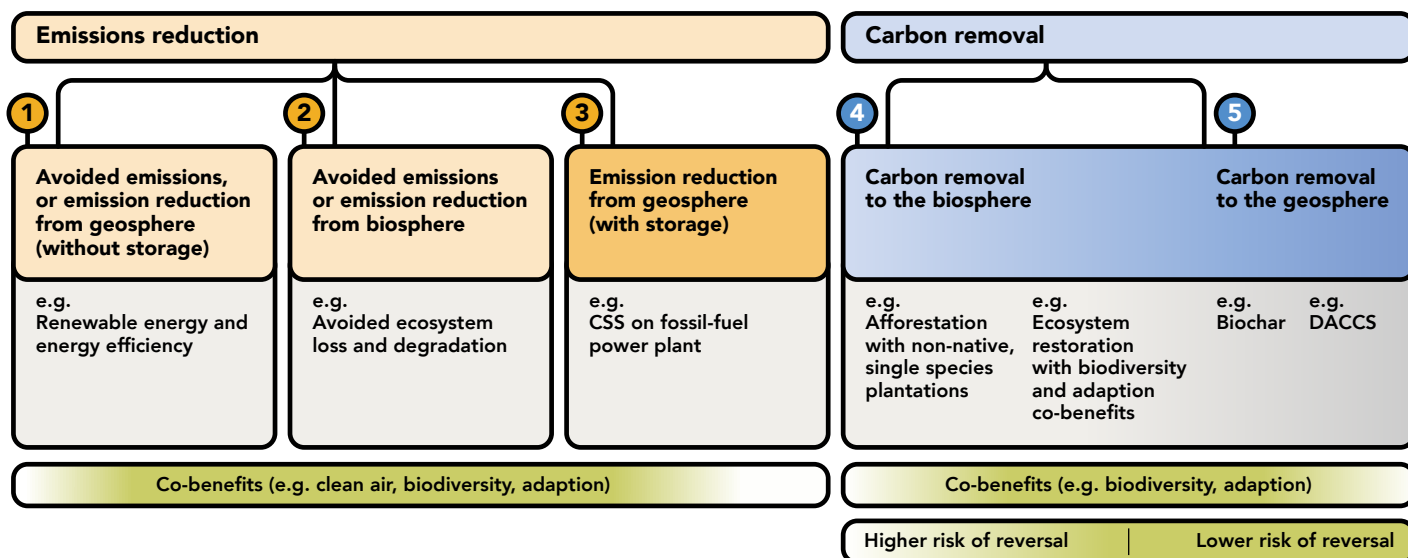 Emissions reduction
Carbon removal
1
2
3
4
5
Avoided emissions,
or emission reduction
from geosphere
(without storage)
Avoided emissions
or emission reduction
from biosphere
Emission reduction
from geosphere
(with storage)
Carbon removal
to the biosphere
Carbon removal
to the geosphere
e.g.
Renewable energy and
energy efficiency
e.g.
Avoided ecosystem
loss and degradation
e.g.
CSS on fossil-fuel
power plant
e.g.
Afforestation
with non-native,
single species
plantations
e.g.
Ecosystem
restoration
with biodiversity
and adaption
co-benefits
e.g.
Biochar
e.g.
DACCS
Co-benefits (e.g. clean air, biodiversity, adaption)
Co-benefits (e.g. biodiversity, adaption)
Higher risk of reversal
Lower risk of reversal